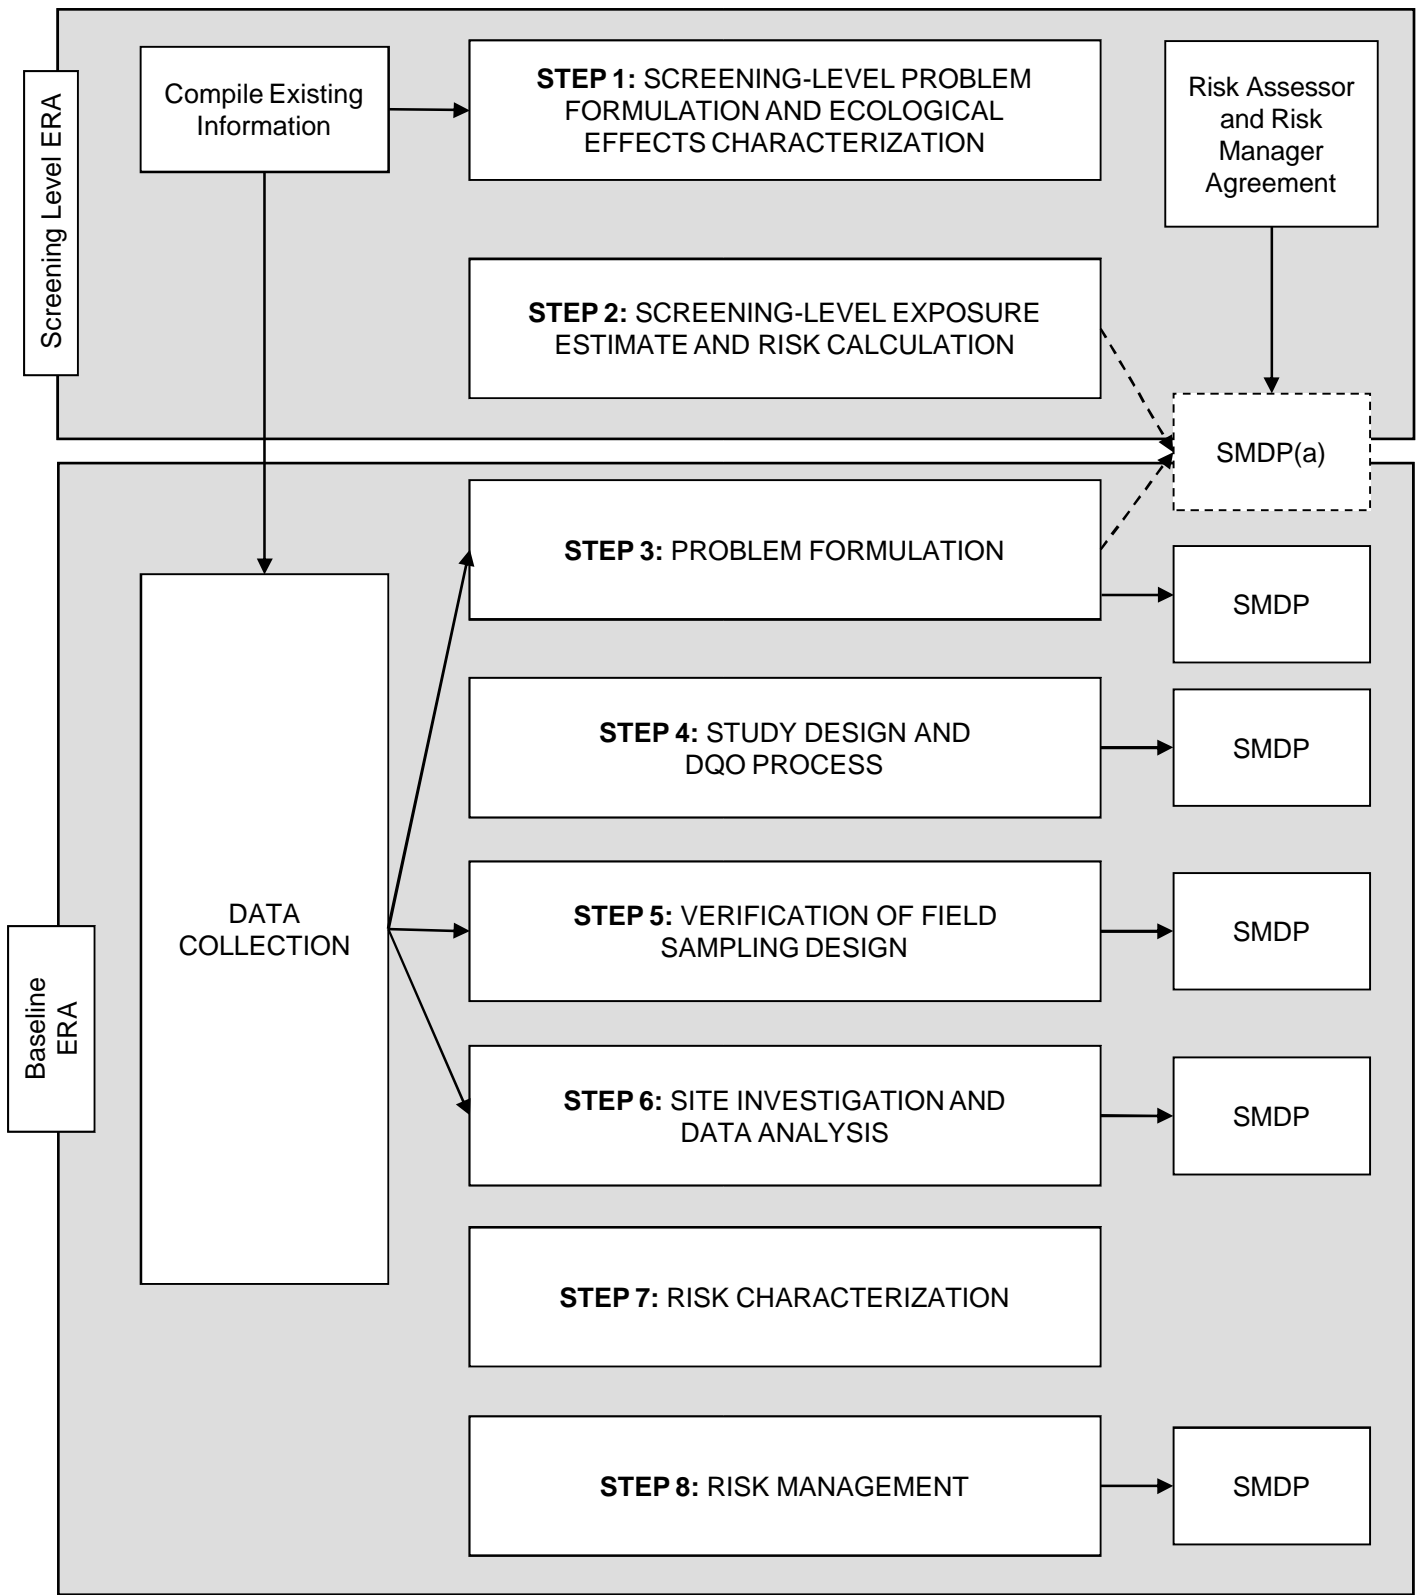 Screening Level ERA
Compile Existing
Information
STEP 1: SCREENING-LEVEL PROBLEM
FORMULATION AND ECOLOGICAL
EFFECTS CHARACTERIZATION
Risk Assessor
and Risk
Manager
Agreement
STEP 2: SCREENING-LEVEL EXPOSURE
ESTIMATE AND RISK CALCULATION
SMDP(a)
Baseline
ERA
DATA
COLLECTION
STEP 3: PROBLEM FORMULATION
SMDP
STEP 4: STUDY DESIGN AND
DQO PROCESS
SMDP
STEP 5: VERIFICATION OF FIELD
SAMPLING DESIGN
SMDP
STEP 6: SITE INVESTIGATION AND
DATA ANALYSIS
SMDP
STEP 7: RISK CHARACTERIZATION
STEP 8: RISK MANAGEMENT
SMDP